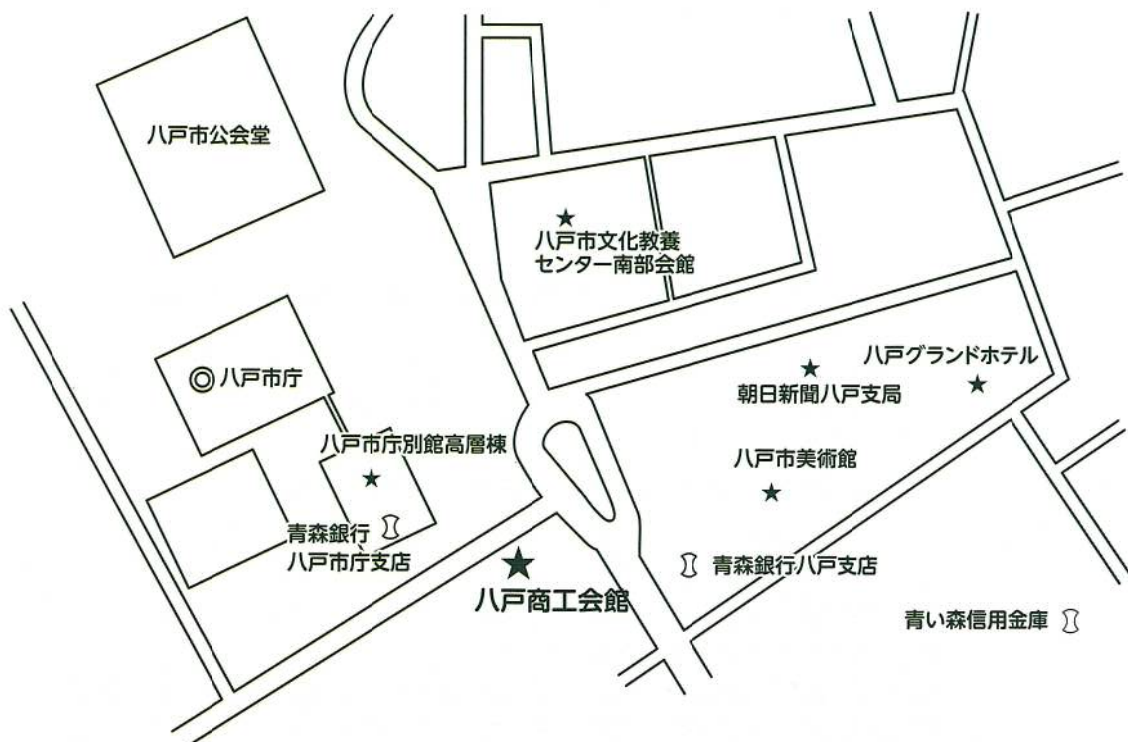 八戸市公会堂
八戸市文化教養
センター南部会館
八戸市庁
八戸グランドホテル
朝日新聞八戸支局
八戸市庁別館高層棟
八戸市美術館
青森銀行
八戸市庁支店
青森銀行八戸支店
八戸商工会館
青い森信用金庫